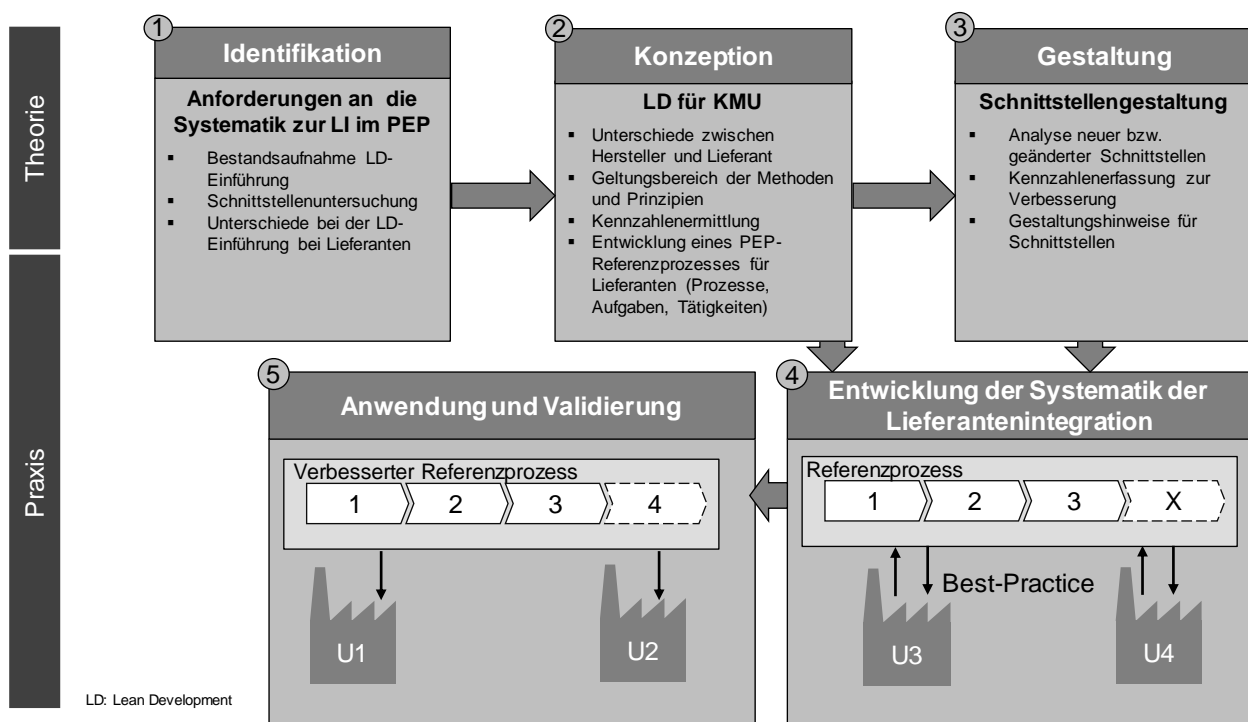 Theorie
1
Identifikation
Anforderungen an die
Systematik zur LI im PEP
▪ Bestandsaufnahme LD-
Einführung
▪ Schnittstellenuntersuchung
▪ Unterschiede bei der LD-
Einführung bei Lieferanten
2
Konzeption
LD für KMU
▪ Unterschiede zwischen
Hersteller und Lieferant
▪ Geltungsbereich der Methoden
und Prinzipien
▪ Kennzahlenermittlung
▪ Entwicklung eines PEP-
Referenzprozesses für
Lieferanten (Prozesse,
Aufgaben, Tätigkeiten)
3
Gestaltung
Schnittstellengestaltung
▪ Analyse neuer bzw.
geänderter Schnittstellen
▪ Kennzahlenerfassung zur
Verbesserung
▪ Gestaltungshinweise für
Schnittstellen
Praxis
4
Entwicklung der Systematik der
Lieferantenintegration
Referenzprozess
1 2 3 X
Best-Practice
U3 U4
5
Anwendung und Validierung
Verbesserter Referenzprozess
1 2 3 4
U1 U2
LD: Lean Development